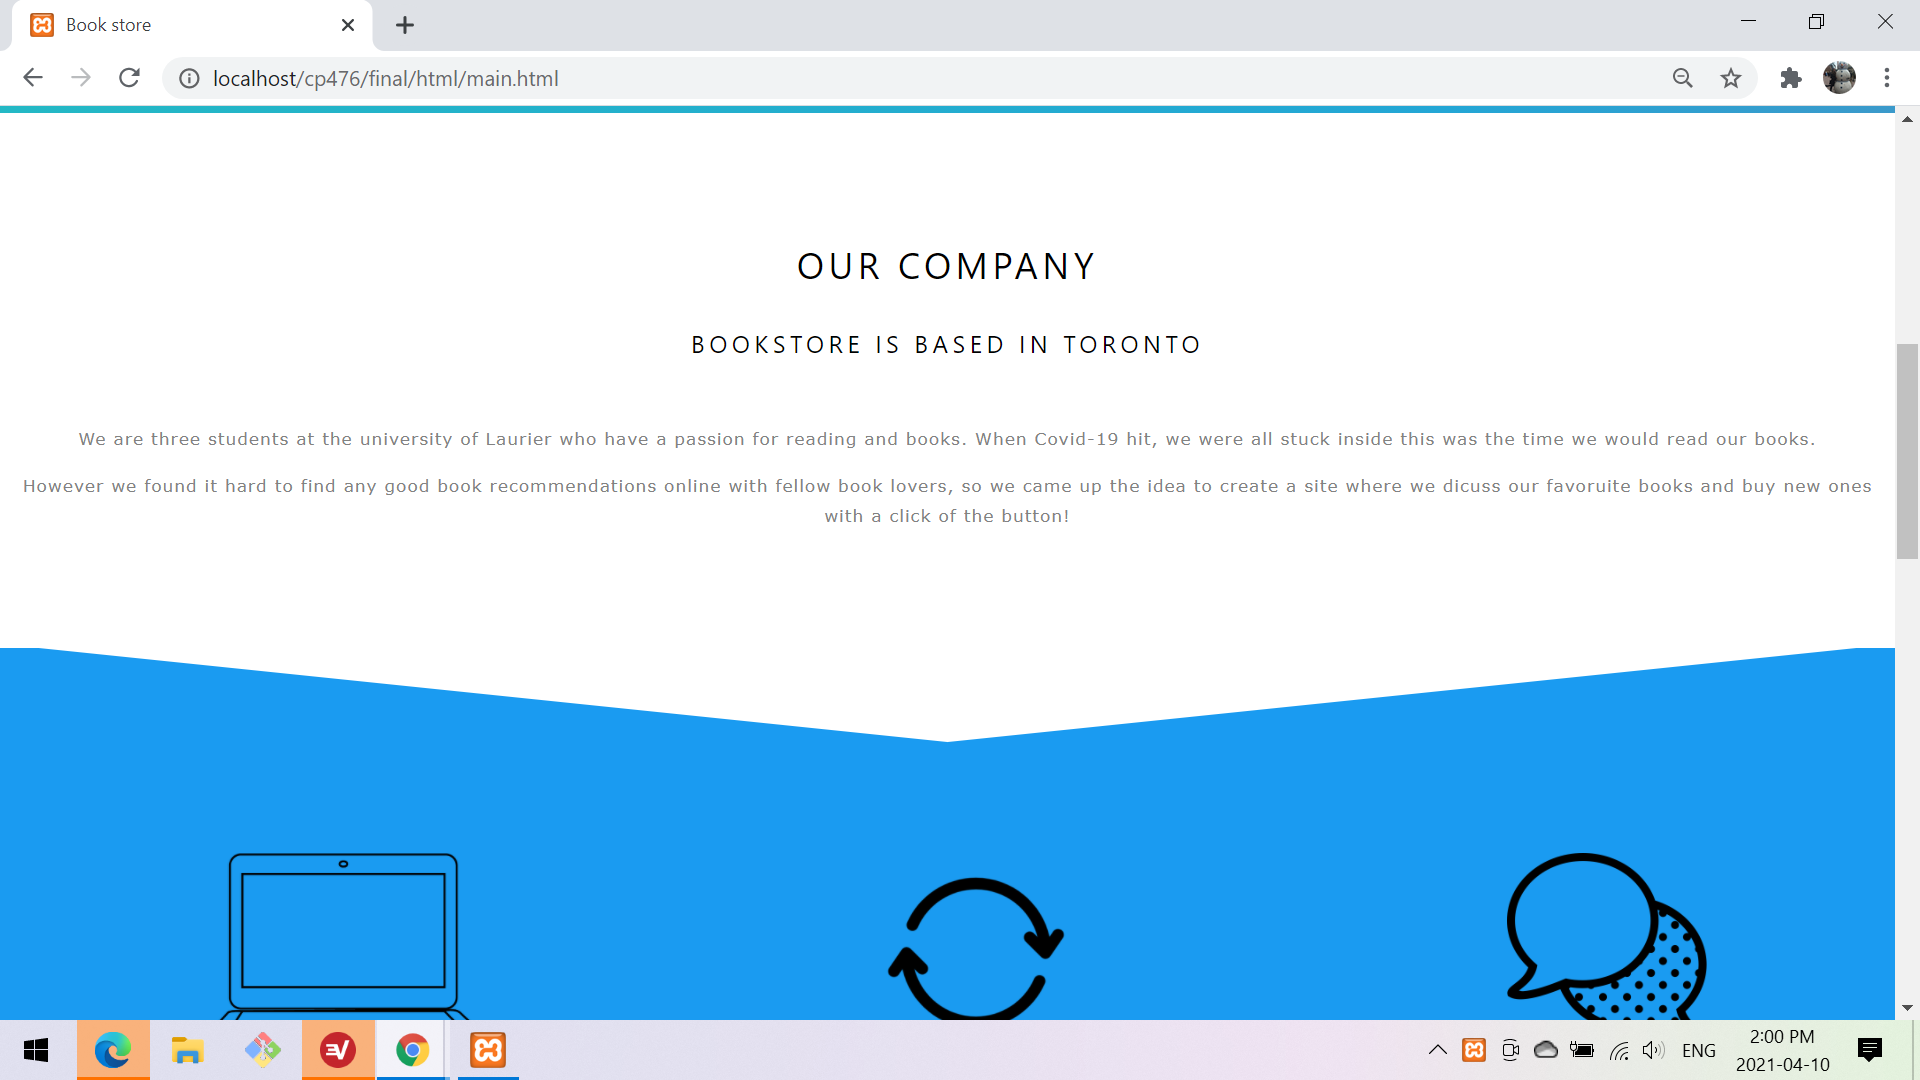 Book store
localhost/cp476/final/html/main.html
OUR COMPANY
BOOKSTORE IS BASED IN TORONTO
We are three students at the university of Laurier who have a passion for reading and books. When Covid-19 hit, we were all stuck inside this was the time we would read our books.
However we found it hard to find any good book recommendations online with fellow book lovers, so we came up the idea to create a site where we dicuss our favoruite books and buy new ones
with a click of the button!
ENG
2:00 PM
2021-04-10